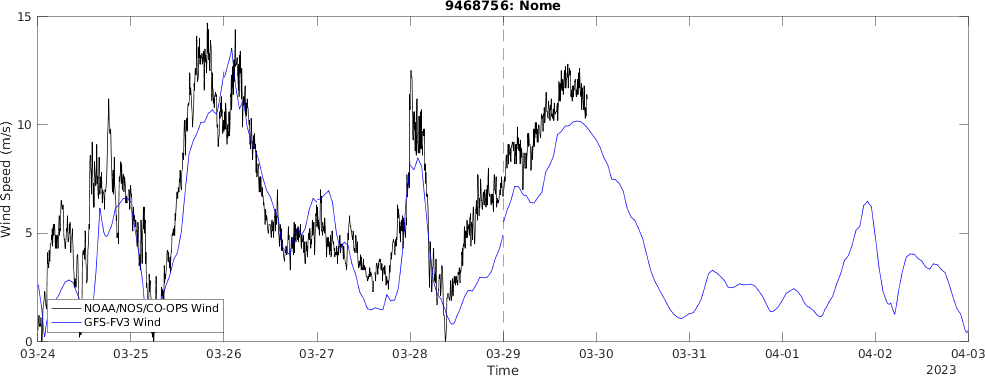 9468756: Nome
15
10
5
0
Wind Speed (m/s)
NOAA/NOS/CO-OPS Wind
GFS-FV3 Wind
03-24 03-25 03-26 03-27 03-28 03-29 03-30 03-31 04-01 04-02 04-03
Time
2023